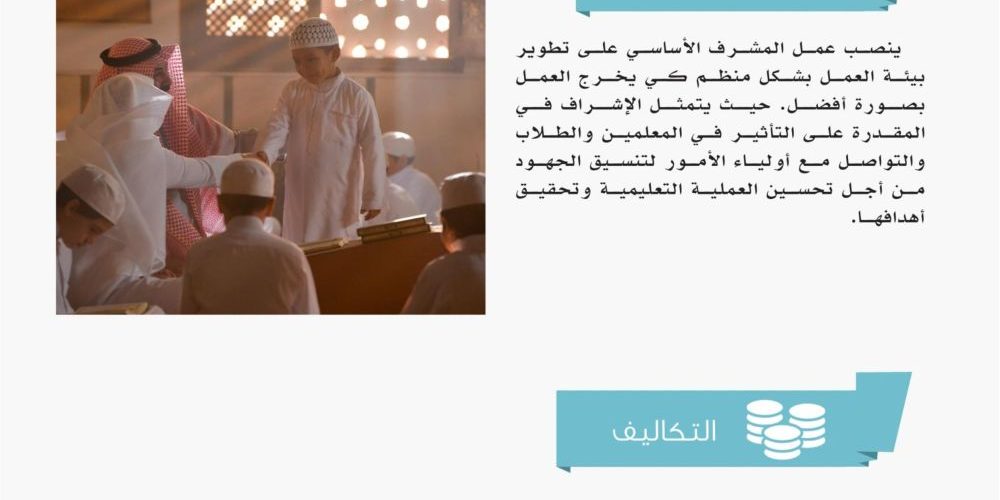 ينصب عمل المشرف الأساسي على تطوير
بيئة العمل بشكل منظم كي يخرج العمل
بصورة أفضل. حيث يتمثل الإشراف في
المقدرة على التأثير في المعلمين والطلاب
والتواصل مع أولياء الأمور لتنسيق الجهود
من أجل تحسين العملية التعليمية وتحقيق
أهدافها.
التكاليف